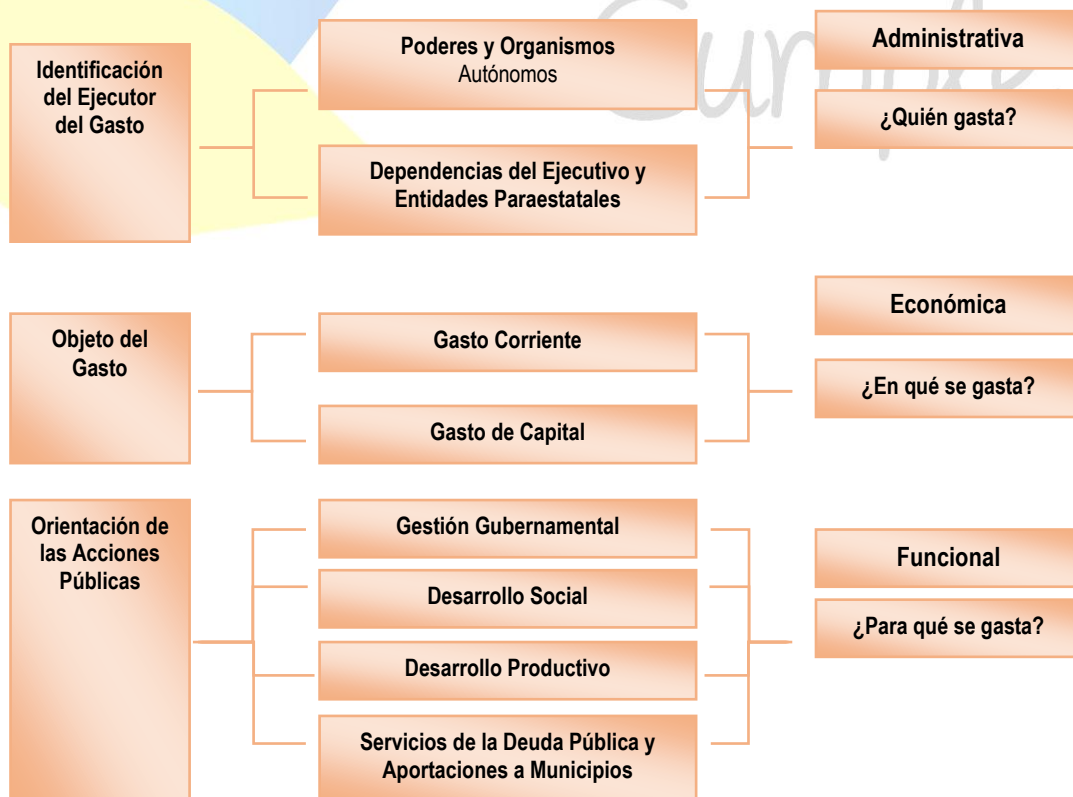 Identificación
del Ejecutor
del Gasto
Poderes y Organismos
Autónomos
Dependencias del Ejecutivo y
Entidades Paraestatales
Administrativa
¿Quién gasta?
Objeto del
Gasto
Gasto Corriente
Gasto de Capital
Económica
¿En qué se gasta?
Orientación de
las Acciones
Públicas
Gestión Gubernamental
Desarrollo Social
Desarrollo Productivo
Servicios de la Deuda Pública y
Aportaciones a Municipios
Funcional
¿Para qué se gasta?